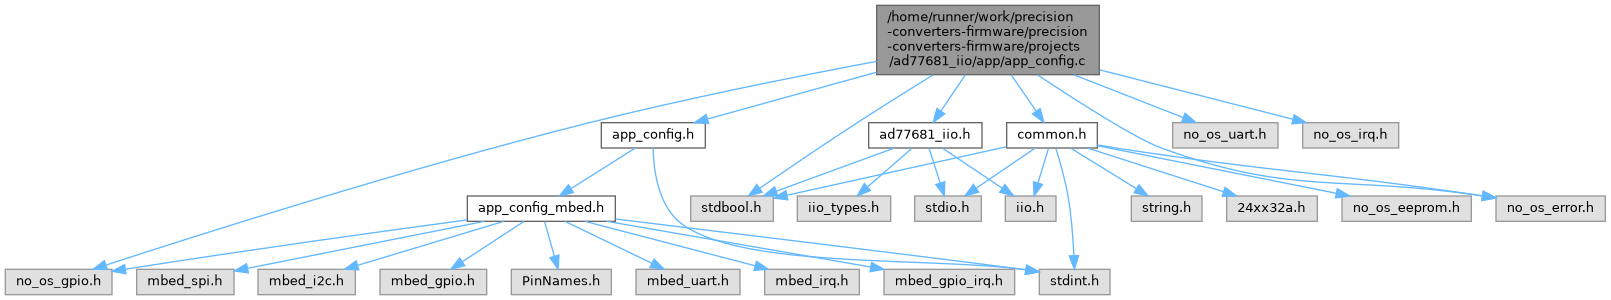 /home/runner/work/precision
-converters-firmware/precision
-converters-firmware/projects
/ad77681_iio/app/app_config.c
app_config.h
ad77681_iio.h
common.h
no_os_uart.h
no_os_irq.h
app_config_mbed.h
stdbool.h
iio_types.h
stdio.h
iio.h
string.h
24xx32a.h
no_os_eeprom.h
no_os_error.h
no_os_gpio.h
mbed_spi.h
mbed_i2c.h
mbed_gpio.h
PinNames.h
mbed_uart.h
mbed_irq.h
mbed_gpio_irq.h
stdint.h